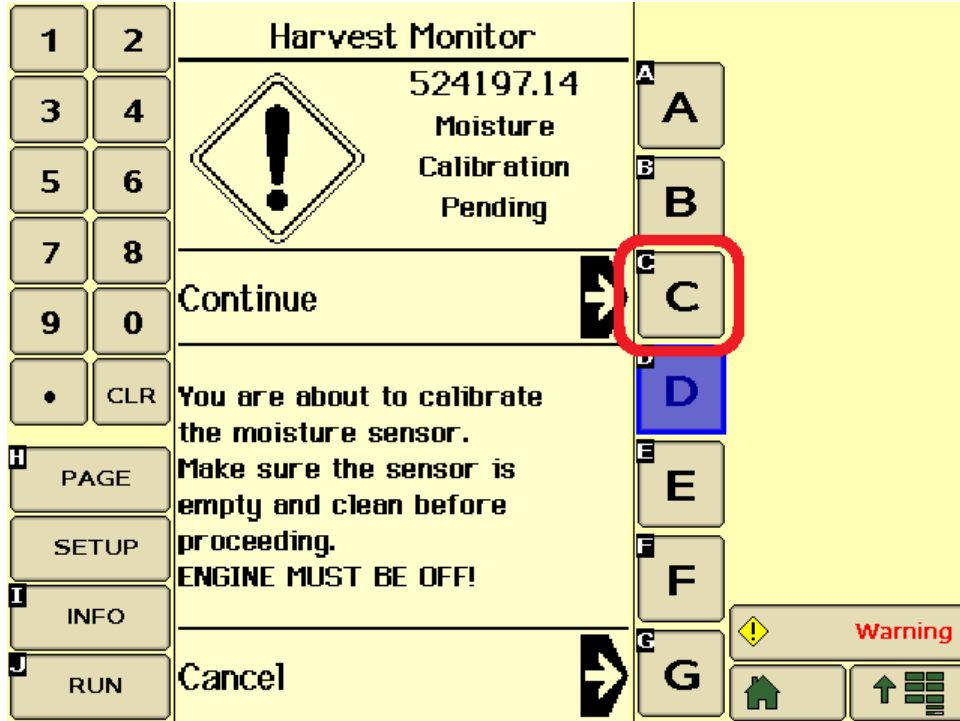 Harvest Monitor
524197.14
Moisture
Calibration
Pending
Continue
You are about to calibrate
the moisture sensor.
Make sure the sensor is
empty and clean before
proceeding.
ENGINE MUST BE OFF!
Cancel
1 2
3 4
5 6
7 8
9 0
• CLR
H PAGE
SETUP
I INFO
J RUN
A A
B B
C C
D D
E E
F F
G G
! Warning